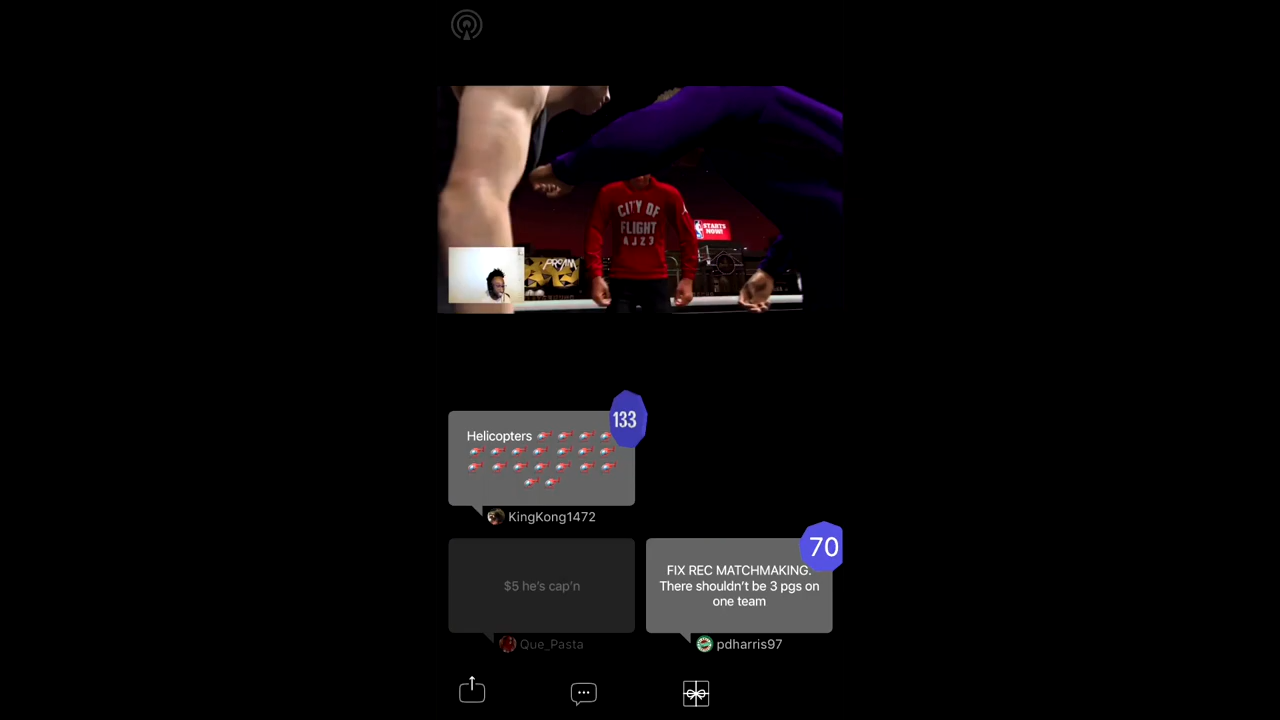 CITY OF
FLIGHT
AJ23
STARTS
NOW!
133
Helicopters 🚁 🚁 🚁 🚁
🚁 🚁 🚁 🚁 🚁 🚁 🚁
🚁 🚁 🚁 🚁 🚁 🚁 🚁
🚁 🚁
KingKong1472
$5 he's cap'n
Que_Pasta
70
FIX REC MATCHMAKING.
There shouldn't be 3 pgs on
one team
pdharris97